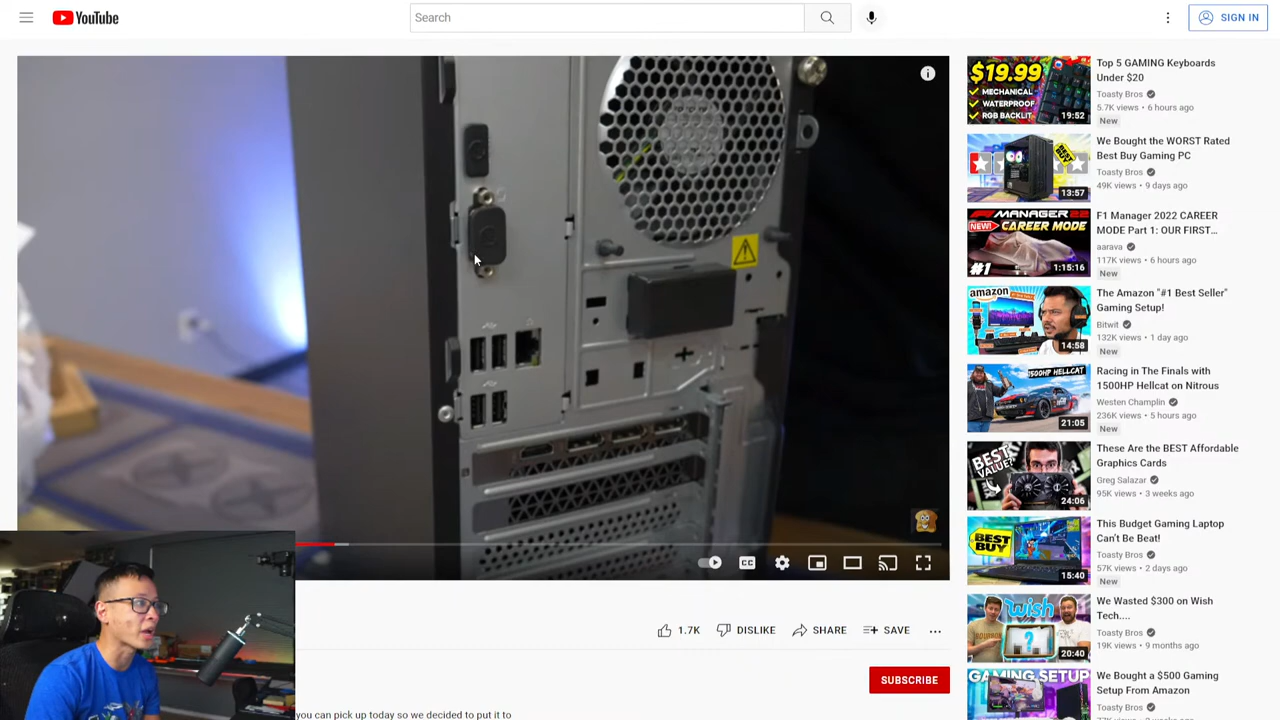 YouTube
Search
SIGN IN
$19.99
MECHANICAL
WATERPROOF
RGB BACKLIT
19:52
Top 5 GAMING Keyboards
Under $20
Toasty Bros
5.7K views • 6 hours ago
New
BEST BUY
13:57
We Bought the WORST Rated
Best Buy Gaming PC
Toasty Bros
49K views • 9 days ago
F1 MANAGER 22
NEW!
CAREER
MODE
#1
1:15:16
F1 Manager 2022 CAREER
MODE Part 1: OUR FIRST...
aarava
117K views • 6 hours ago
New
amazon
14:58
The Amazon "#1 Best Seller"
Gaming Setup!
Bitwit
132K views • 1 day ago
New
1500HP HELLCAT
21:05
Racing in The Finals with
1500HP Hellcat on Nitrous
Westen Champlin
236K views • 5 hours ago
New
BEST
VALUE?
24:06
These Are the BEST Affordable
Graphics Cards
Greg Salazar
95K views • 3 weeks ago
BEST
BUY
15:40
This Budget Gaming Laptop
Can't Be Beat!
Toasty Bros
57K views • 2 days ago
New
wish
?
20:40
We Wasted $300 on Wish
Tech....
Toasty Bros
19K views • 9 months ago
GAMING SETUP
We Bought a $500 Gaming
Setup From Amazon
Toasty Bros
CC
1.7K
DISLIKE
SHARE
SAVE
SUBSCRIBE
you can pick up today so we decided to put it to